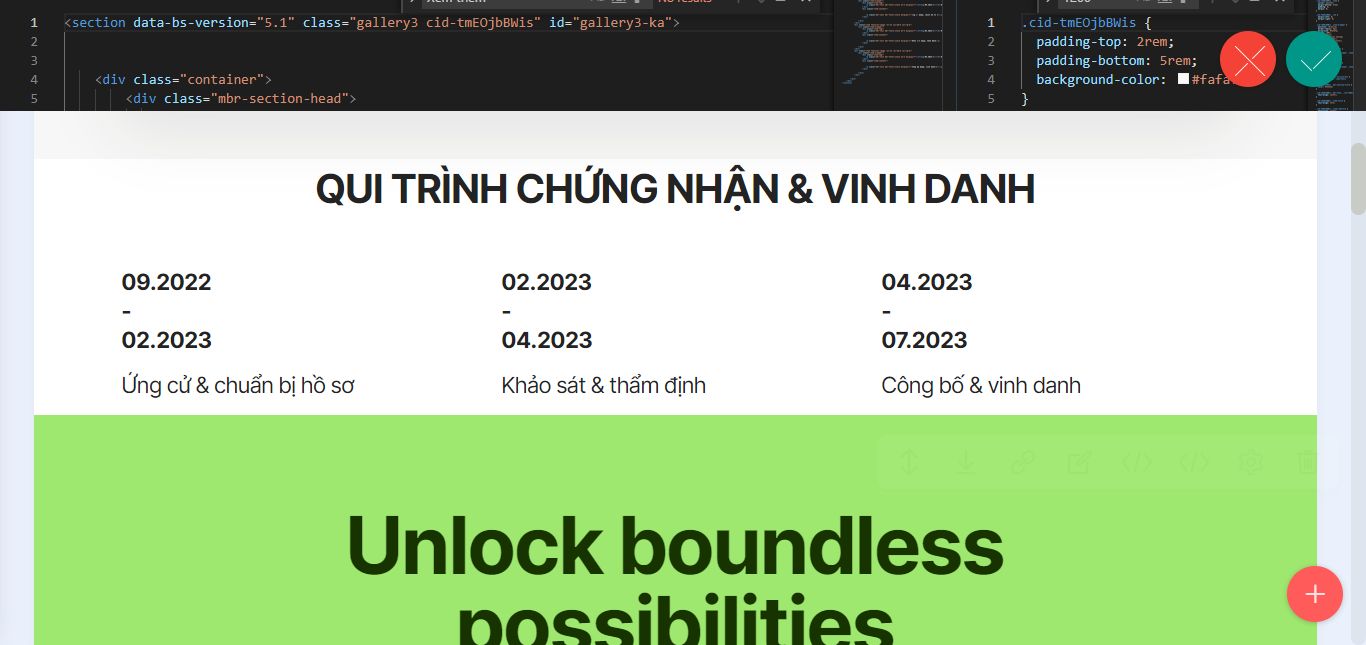 1 <section data-bs-version="5.1" class="gallery3 cid-tmEOjbBWis" id="gallery3-ka">
2
3
4 <div class="container">
5 <div class="mbr-section-head">
1 .cid-tmEOjbBWis {
2 padding-top: 2rem;
3 padding-bottom: 5rem;
4 background-color: #fafa
5 }
QUI TRÌNH CHỨNG NHẬN & VINH DANH
09.2022
-
02.2023
Ứng cử & chuẩn bị hồ sơ
02.2023
-
04.2023
Khảo sát & thẩm định
04.2023
-
07.2023
Công bố & vinh danh
Unlock boundless
possibilities